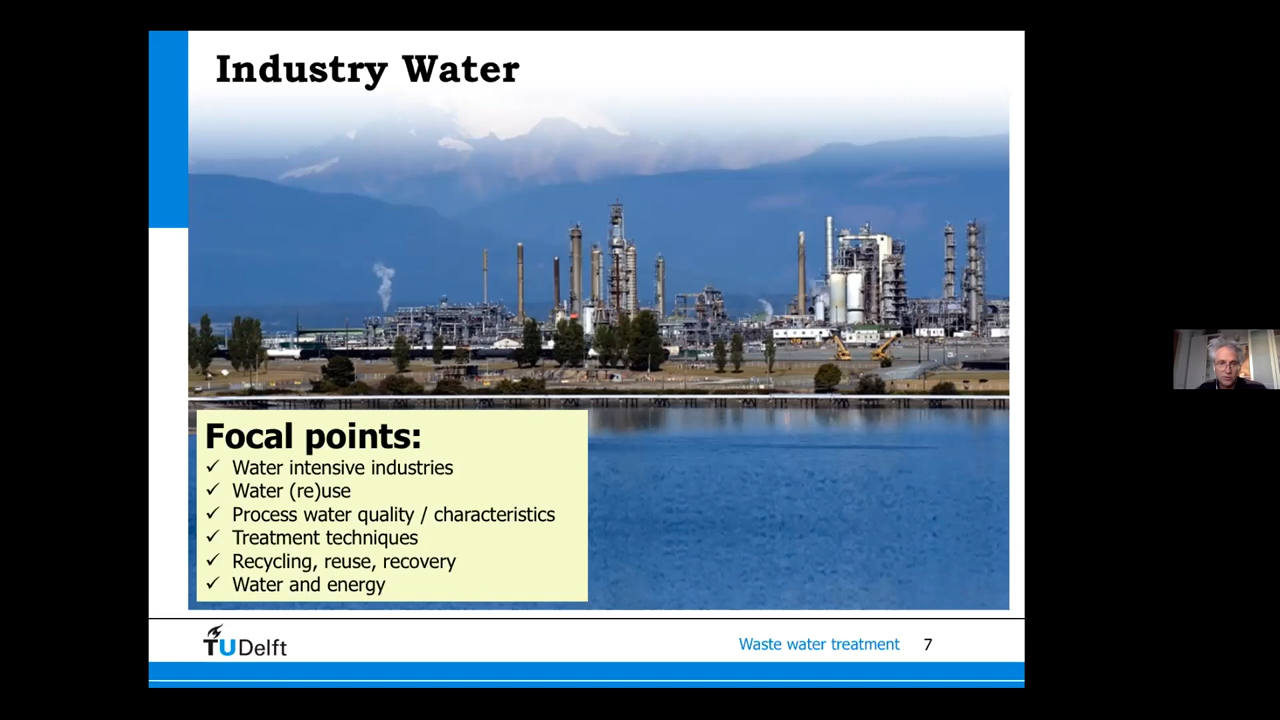 Industry Water
Focal points:
✓ Water intensive industries
✓ Water (re)use
✓ Process water quality / characteristics
✓ Treatment techniques
✓ Recycling, reuse, recovery
✓ Water and energy
TUDelft
Waste water treatment 7